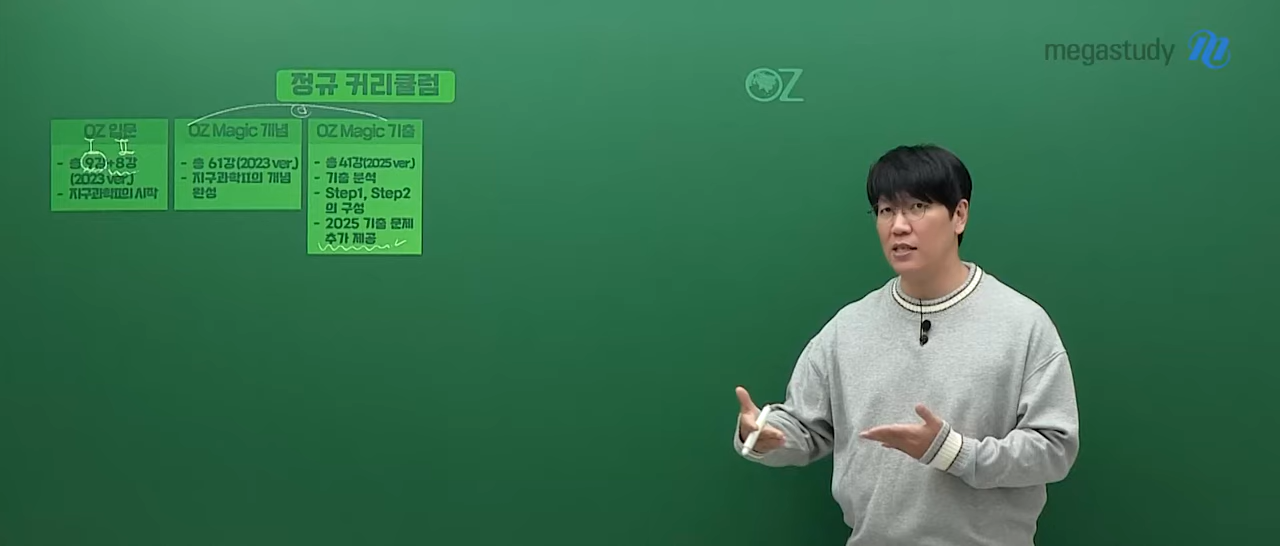 megastudy
정규 커리큘럼
OZ
OZ 입문
I II
- 총 9강+8강
(2023 ver.)
- 지구과학II의 시작
OZ Magic 개념
- 총 61강(2023 ver.)
- 지구과학II의 개념
완성
OZ Magic 기출
- 총 41강(2025 ver.)
- 기출 분석
- Step1, Step2
의 구성
- 2025 기출 문제
추가 제공